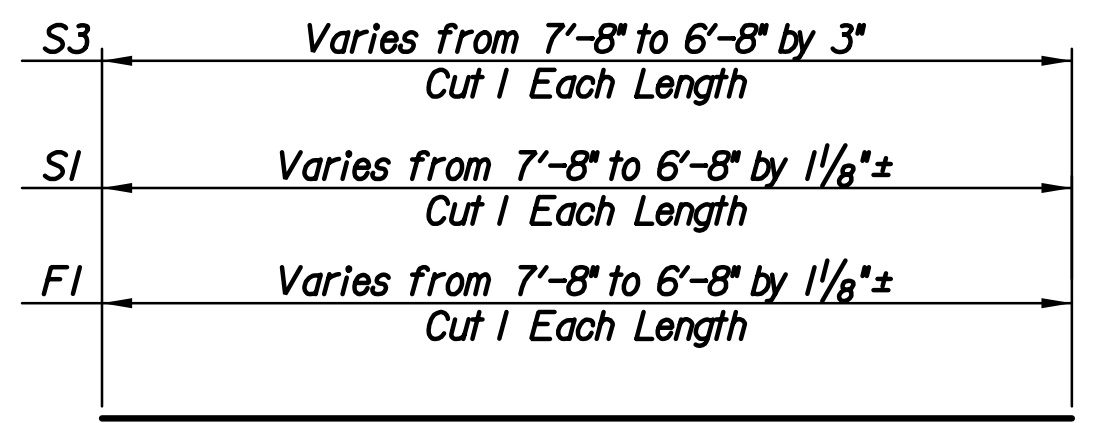 S3 Varies from 7'-8" to 6'-8" by 3"
Cut 1 Each Length
S1 Varies from 7'-8" to 6'-8" by 1 1/8"±
Cut 1 Each Length
F1 Varies from 7'-8" to 6'-8" by 1 1/8"±
Cut 1 Each Length